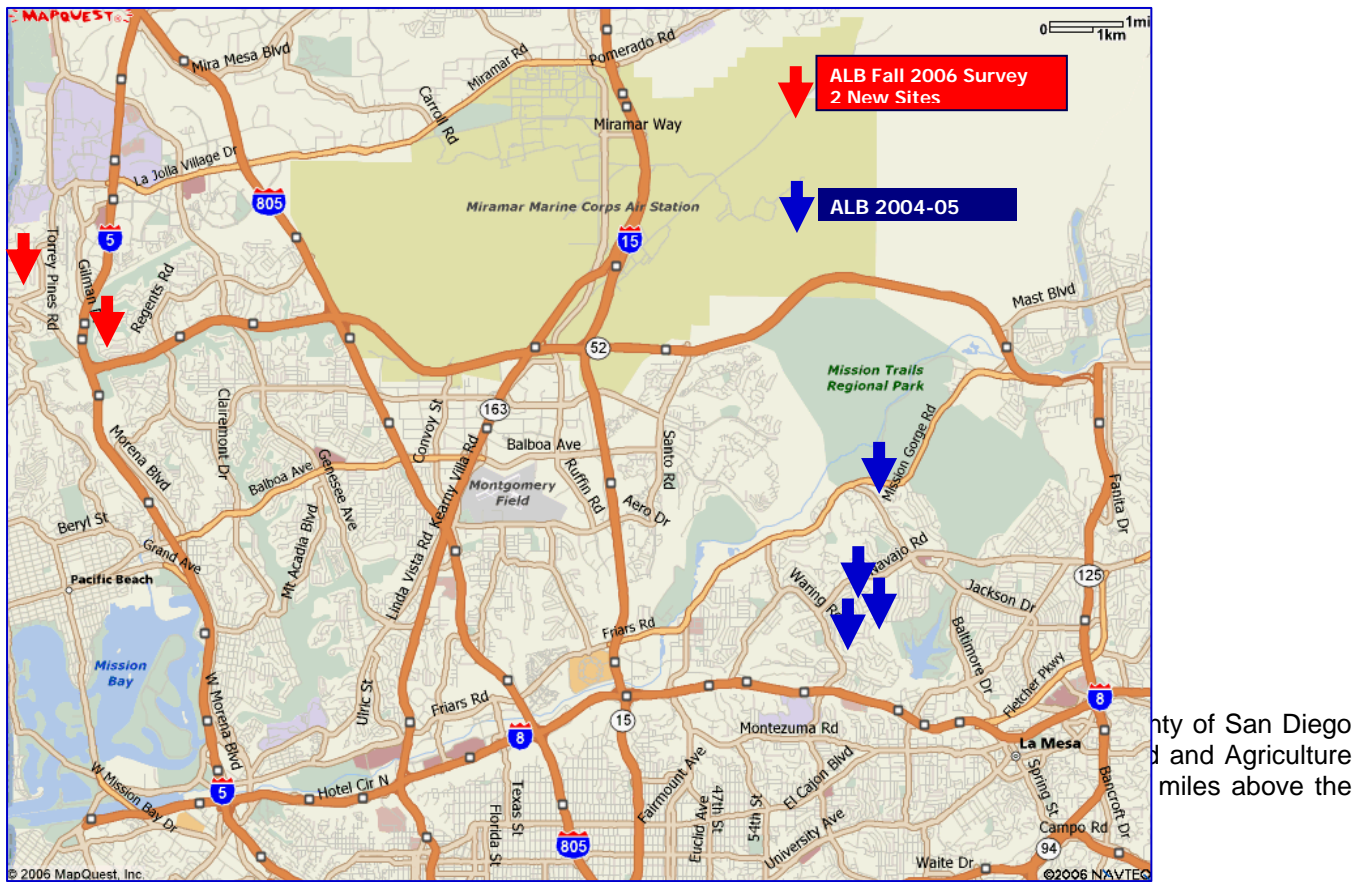 MAPQUEST
0 1mi
1km
Mira Mesa Blvd
Miramar Rd
Pomerado Rd
ALB Fall 2006 Survey
2 New Sites
Carroll Rd
Miramar Way
La Jolla Village Dr
805
Miramar Marine Corps Air Station
ALB 2004-05
5
15
Torrey Pines Rd
Gilman
Regents Rd
Mast Blvd
52
Mission Trails
Regional Park
163
Clairemont Dr
Convoy St
Morena Blvd
Balboa Ave
Genesee Ave
Balboa Ave
Kearny Villa Rd
Ruffin Rd
Santo Rd
Mission Gorge Rd
Montgomery
Field
Aero Dr
Fanita Dr
Beryl St
Grand Ave
Mt Acadia Blvd
Linda Vista Rd
Navajo Rd
Pacific Beach
Waring Rd
Jackson Dr
125
Friars Rd
Baltimore Dr
Mission
Bay
W Morena Blvd
Ulric St
Friars Rd
Fletcher Pkwy
8
15
Montezuma Rd
nty of San Diego
8
La Mesa
d and Agriculture
W Mission Bay Dr
5
Hotel Cir N
miles above the
Texas St
Florida St
Fairmount Ave
Euclid Ave
47th St
54th St
El Cajon Blvd
University Ave
Spring St
Bancroft Dr
Campo Rd
805
94
Waite Dr
© 2006 MapQuest, Inc.
©2006 NAVTEQ